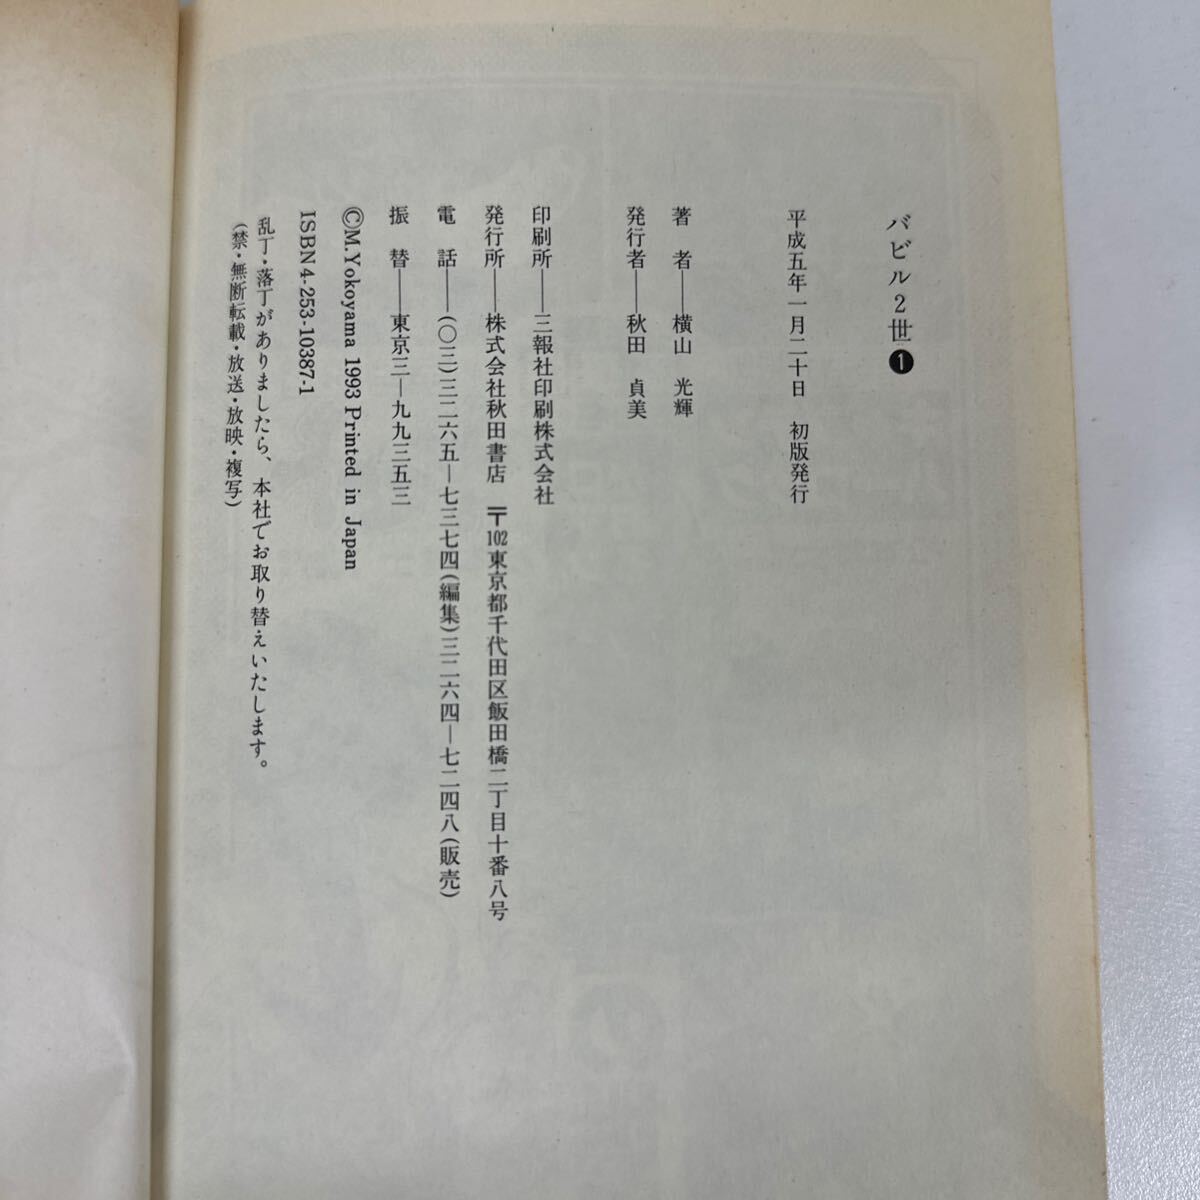 バビル2世❶
平成五年一月二十日　初版発行
著　者――横山　光輝
発行者――秋田　貞美
印刷所――三報社印刷株式会社
発行所――株式会社秋田書店　〒102東京都千代田区飯田橋二丁目十番八号
電　話――(〇三)三二六五―七三七四(編集)三二六四―七二四八(販売)
振　替――東京三―九九三五三
©M.Yokoyama 1993 Printed in Japan
ISBN4-253-10387-1
乱丁・落丁がありましたら、本社でお取り替えいたします。
(禁・無断転載・放送・放映・複写)